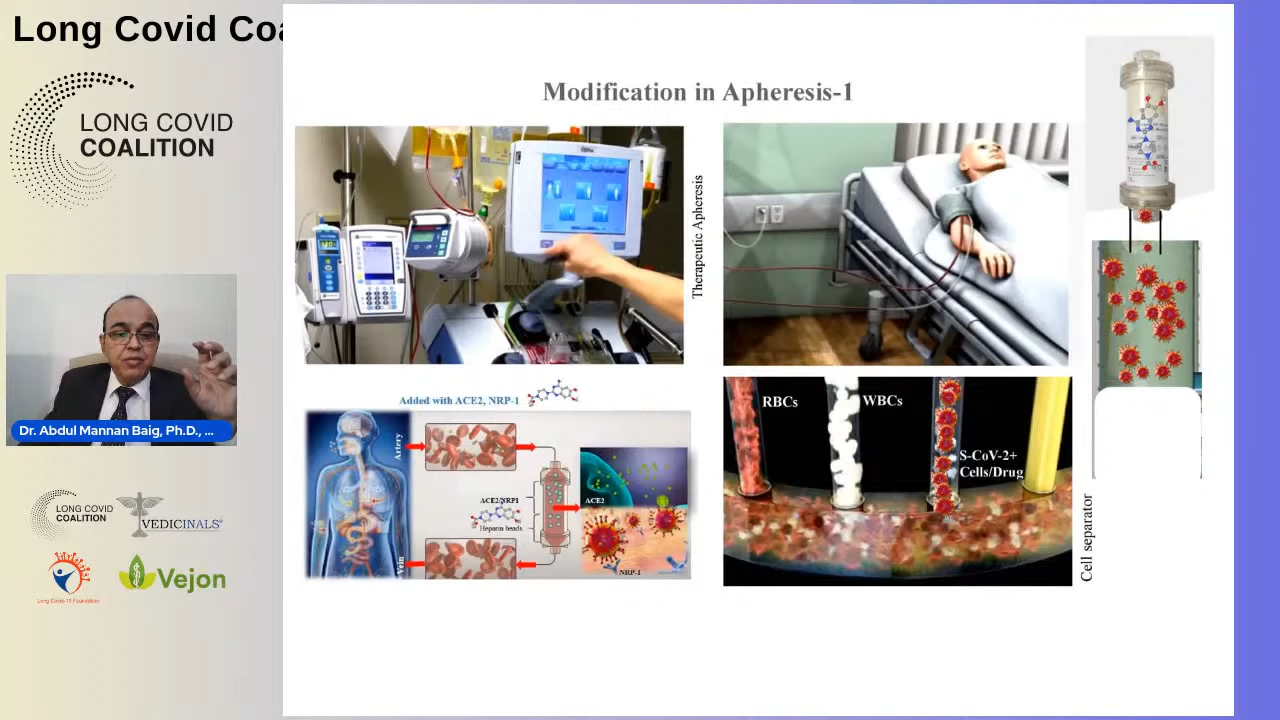 Long Covid Coa
LONG COVID
COALITION
Dr. Abdul Mannan Baig, Ph.D., ...
LONG COVID
COALITION
VEDICINALS®
Long Covid-19 Foundation
Vejon
Modification in Apheresis-1
Therapeutic Apheresis
Added with ACE2, NRP-1
Artery
Vein
ACE2/NRP1
Heparin beads
ACE2
NRP-1
RBCs
WBCs
S-CoV-2+
Cells/Drug
Cell separator